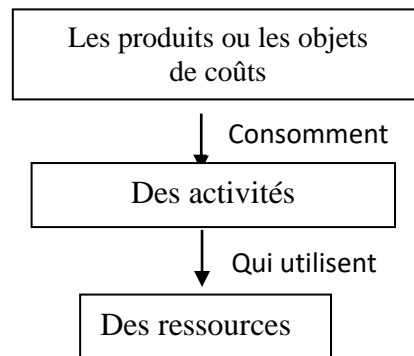 Les produits ou les objets
de coûts
Consomment
Des activités
Qui utilisent
Des ressources